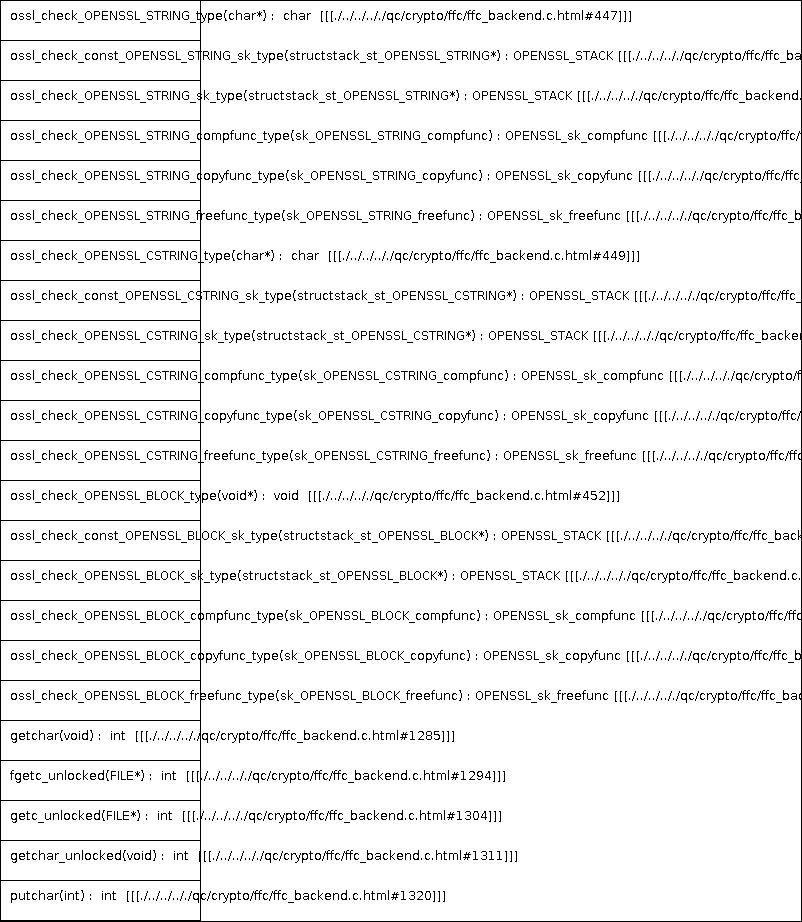 ossl_check_OPENSSL_STRING_type(char*) : char [[[./../../../qc/crypto/ffc/ffc_backend.c.html#447]]]
ossl_check_const_OPENSSL_STRING_sk_type(structstack_st_OPENSSL_STRING*) : OPENSSL_STACK [[[./../../../qc/crypto/ffc/ffc_ba
ossl_check_OPENSSL_STRING_sk_type(structstack_st_OPENSSL_STRING*) : OPENSSL_STACK [[[./../../../qc/crypto/ffc/ffc_backend.
ossl_check_OPENSSL_STRING_compfunc_type(sk_OPENSSL_STRING_compfunc) : OPENSSL_sk_compfunc [[[./../../../qc/crypto/ffc/
ossl_check_OPENSSL_STRING_copyfunc_type(sk_OPENSSL_STRING_copyfunc) : OPENSSL_sk_copyfunc [[[./../../../qc/crypto/ffc/ffc_
ossl_check_OPENSSL_STRING_freefunc_type(sk_OPENSSL_STRING_freefunc) : OPENSSL_sk_freefunc [[[./../../../qc/crypto/ffc/ffc_b
ossl_check_OPENSSL_CSTRING_type(char*) : char [[[./../../../qc/crypto/ffc/ffc_backend.c.html#449]]]
ossl_check_const_OPENSSL_CSTRING_sk_type(structstack_st_OPENSSL_CSTRING*) : OPENSSL_STACK [[[./../../../qc/crypto/ffc/ffc_
ossl_check_OPENSSL_CSTRING_sk_type(structstack_st_OPENSSL_CSTRING*) : OPENSSL_STACK [[[./../../../qc/crypto/ffc/ffc_backe
ossl_check_OPENSSL_CSTRING_compfunc_type(sk_OPENSSL_CSTRING_compfunc) : OPENSSL_sk_compfunc [[[./../../../qc/crypto/f
ossl_check_OPENSSL_CSTRING_copyfunc_type(sk_OPENSSL_CSTRING_copyfunc) : OPENSSL_sk_copyfunc [[[./../../../qc/crypto/ffc/
ossl_check_OPENSSL_CSTRING_freefunc_type(sk_OPENSSL_CSTRING_freefunc) : OPENSSL_sk_freefunc [[[./../../../qc/crypto/ffc/ffc
ossl_check_OPENSSL_BLOCK_type(void*) : void [[[./../../../qc/crypto/ffc/ffc_backend.c.html#452]]]
ossl_check_const_OPENSSL_BLOCK_sk_type(structstack_st_OPENSSL_BLOCK*) : OPENSSL_STACK [[[./../../../qc/crypto/ffc/ffc_back
ossl_check_OPENSSL_BLOCK_sk_type(structstack_st_OPENSSL_BLOCK*) : OPENSSL_STACK [[[./../../../qc/crypto/ffc/ffc_backend.c.
ossl_check_OPENSSL_BLOCK_compfunc_type(sk_OPENSSL_BLOCK_compfunc) : OPENSSL_sk_compfunc [[[./../../../qc/crypto/ffc/ffc
ossl_check_OPENSSL_BLOCK_copyfunc_type(sk_OPENSSL_BLOCK_copyfunc) : OPENSSL_sk_copyfunc [[[./../../../qc/crypto/ffc/ffc_b
ossl_check_OPENSSL_BLOCK_freefunc_type(sk_OPENSSL_BLOCK_freefunc) : OPENSSL_sk_freefunc [[[./../../../qc/crypto/ffc/ffc_bac
getchar(void) : int [[[./../../../qc/crypto/ffc/ffc_backend.c.html#1285]]]
fgetc_unlocked(FILE*) : int [[[./../../../qc/crypto/ffc/ffc_backend.c.html#1294]]]
getc_unlocked(FILE*) : int [[[./../../../qc/crypto/ffc/ffc_backend.c.html#1304]]]
getchar_unlocked(void) : int [[[./../../../qc/crypto/ffc/ffc_backend.c.html#1311]]]
putchar(int) : int [[[./../../../qc/crypto/ffc/ffc_backend.c.html#1320]]]